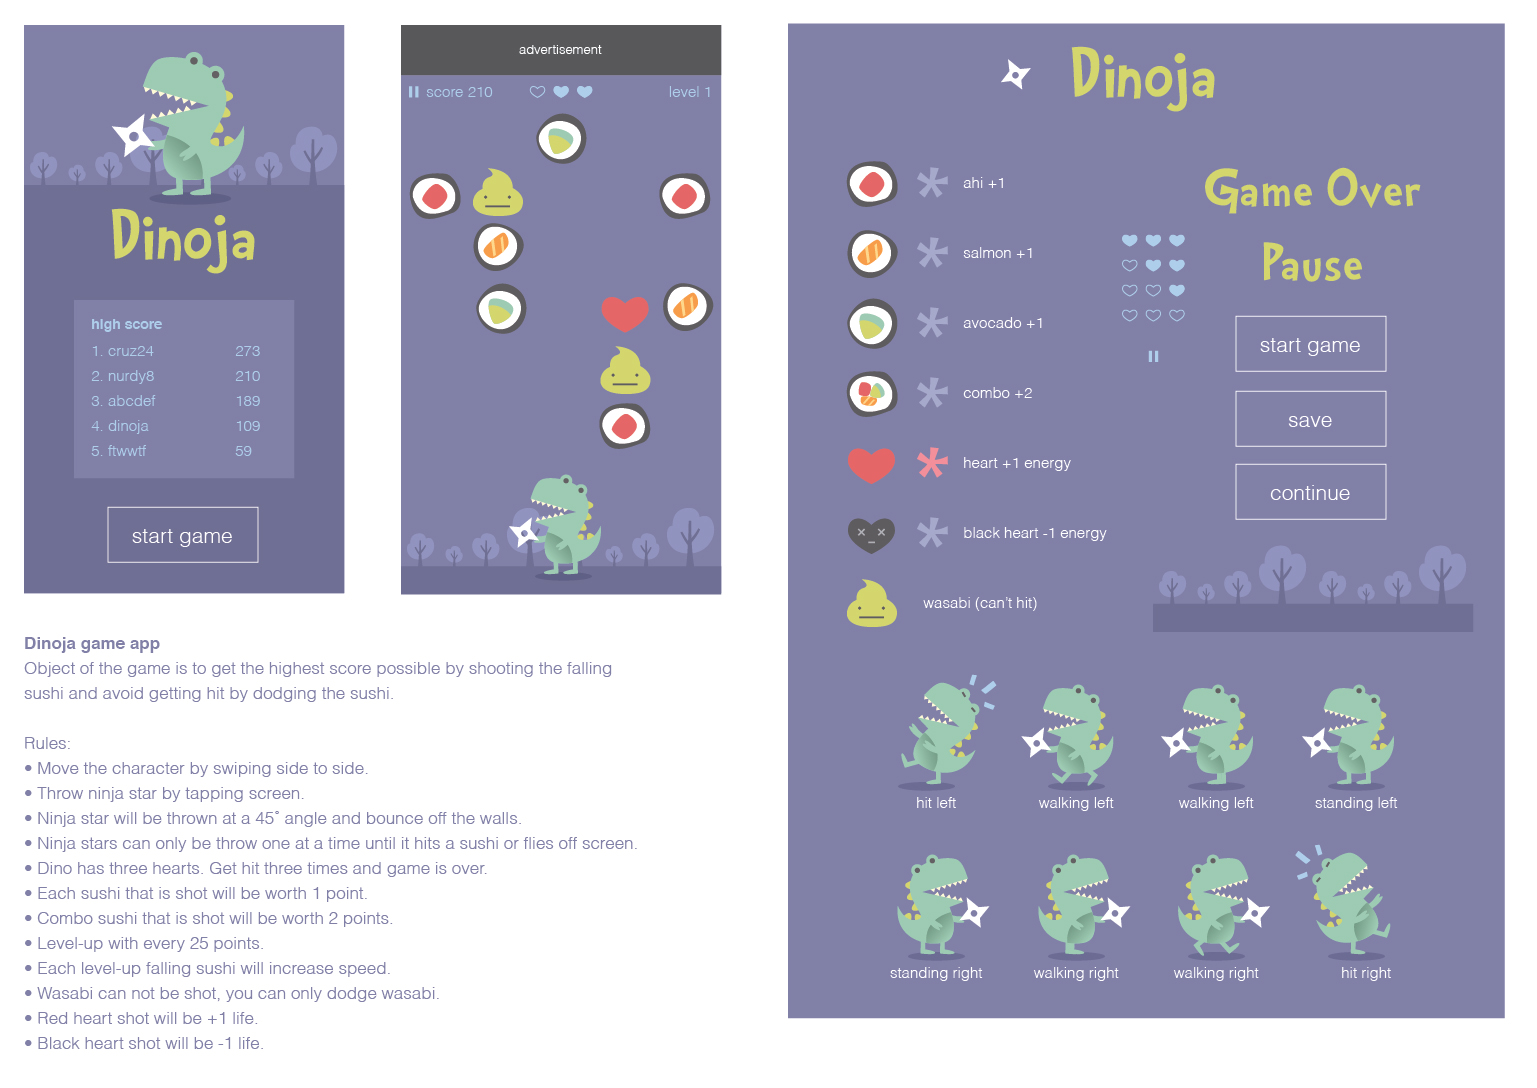 Dinoja
high score
1. cruz24 273
2. nurdy8 210
3. abcdef 189
4. dinoja 109
5. ftwwtf 59
start game
advertisement
score 210 level 1
Dinoja game app
Object of the game is to get the highest score possible by shooting the falling
sushi and avoid getting hit by dodging the sushi.
Rules:
• Move the character by swiping side to side.
• Throw ninja star by tapping screen.
• Ninja star will be thrown at a 45˚ angle and bounce off the walls.
• Ninja stars can only be throw one at a time until it hits a sushi or flies off screen.
• Dino has three hearts. Get hit three times and game is over.
• Each sushi that is shot will be worth 1 point.
• Combo sushi that is shot will be worth 2 points.
• Level-up with every 25 points.
• Each level-up falling sushi will increase speed.
• Wasabi can not be shot, you can only dodge wasabi.
• Red heart shot will be +1 life.
• Black heart shot will be -1 life.
Dinoja
ahi +1
salmon +1
avocado +1
combo +2
heart +1 energy
black heart -1 energy
wasabi (can't hit)
Game Over
Pause
start game
save
continue
hit left walking left walking left standing left
standing right walking right walking right hit right